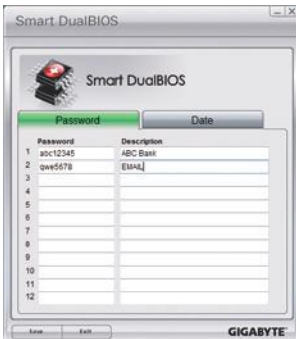 Smart DualBIOS
Smart DualBIOS
Password Date
Password Description
1 abc12345 ABC Bank
2 qwe5678 EMAIL
3
4
5
6
7
8
9
10
11
12
Save Exit GIGABYTE